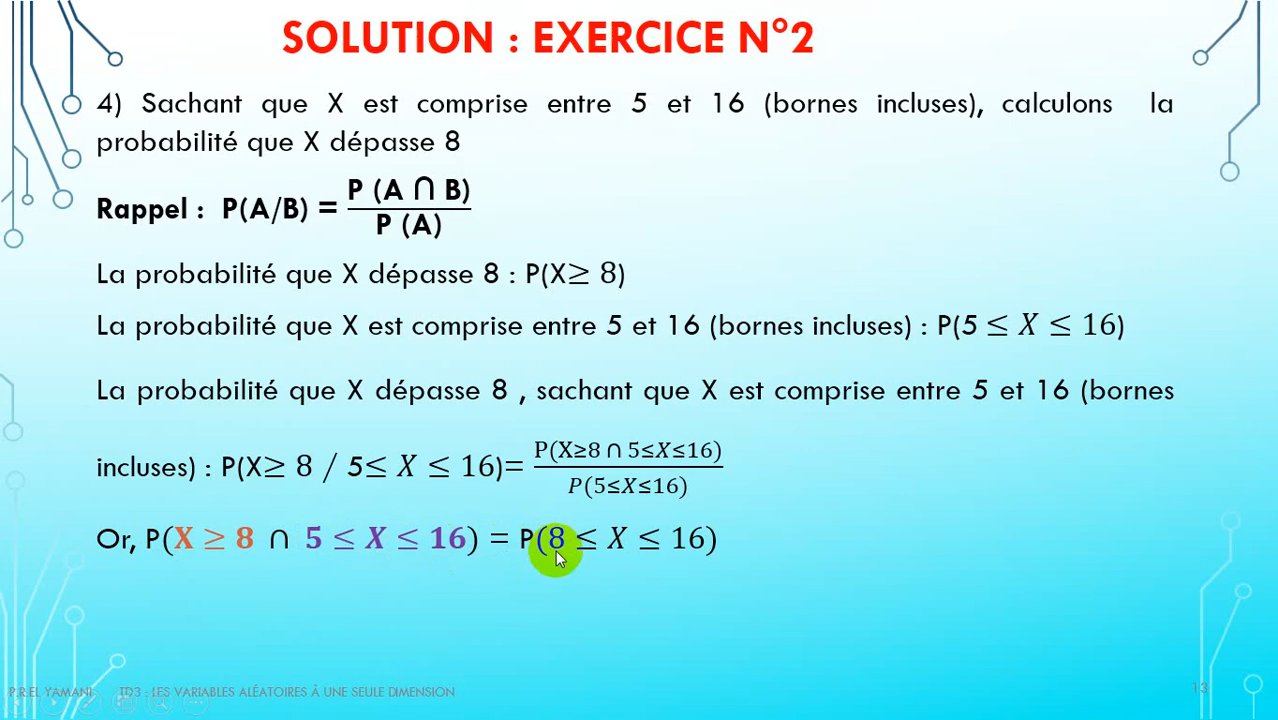 SOLUTION : EXERCICE N°2
4) Sachant que X est comprise entre 5 et 16 (bornes incluses), calculons la
probabilité que X dépasse 8
Rappel : P(A/B) = P (A ∩ B) / P (A)
La probabilité que X dépasse 8 : P(X≥ 8)
La probabilité que X est comprise entre 5 et 16 (bornes incluses) : P(5 ≤ X ≤ 16)
La probabilité que X dépasse 8 , sachant que X est comprise entre 5 et 16 (bornes
incluses) : P(X≥ 8 / 5≤ X ≤ 16)= P(X≥8 ∩ 5≤X≤16) / P(5≤X≤16)
Or, P(X ≥ 8 ∩ 5 ≤ X ≤ 16) = P(8 ≤ X ≤ 16)
P.R.EL YAMANI TD3 : LES VARIABLES ALÉATOIRES À UNE SEULE DIMENSION 13